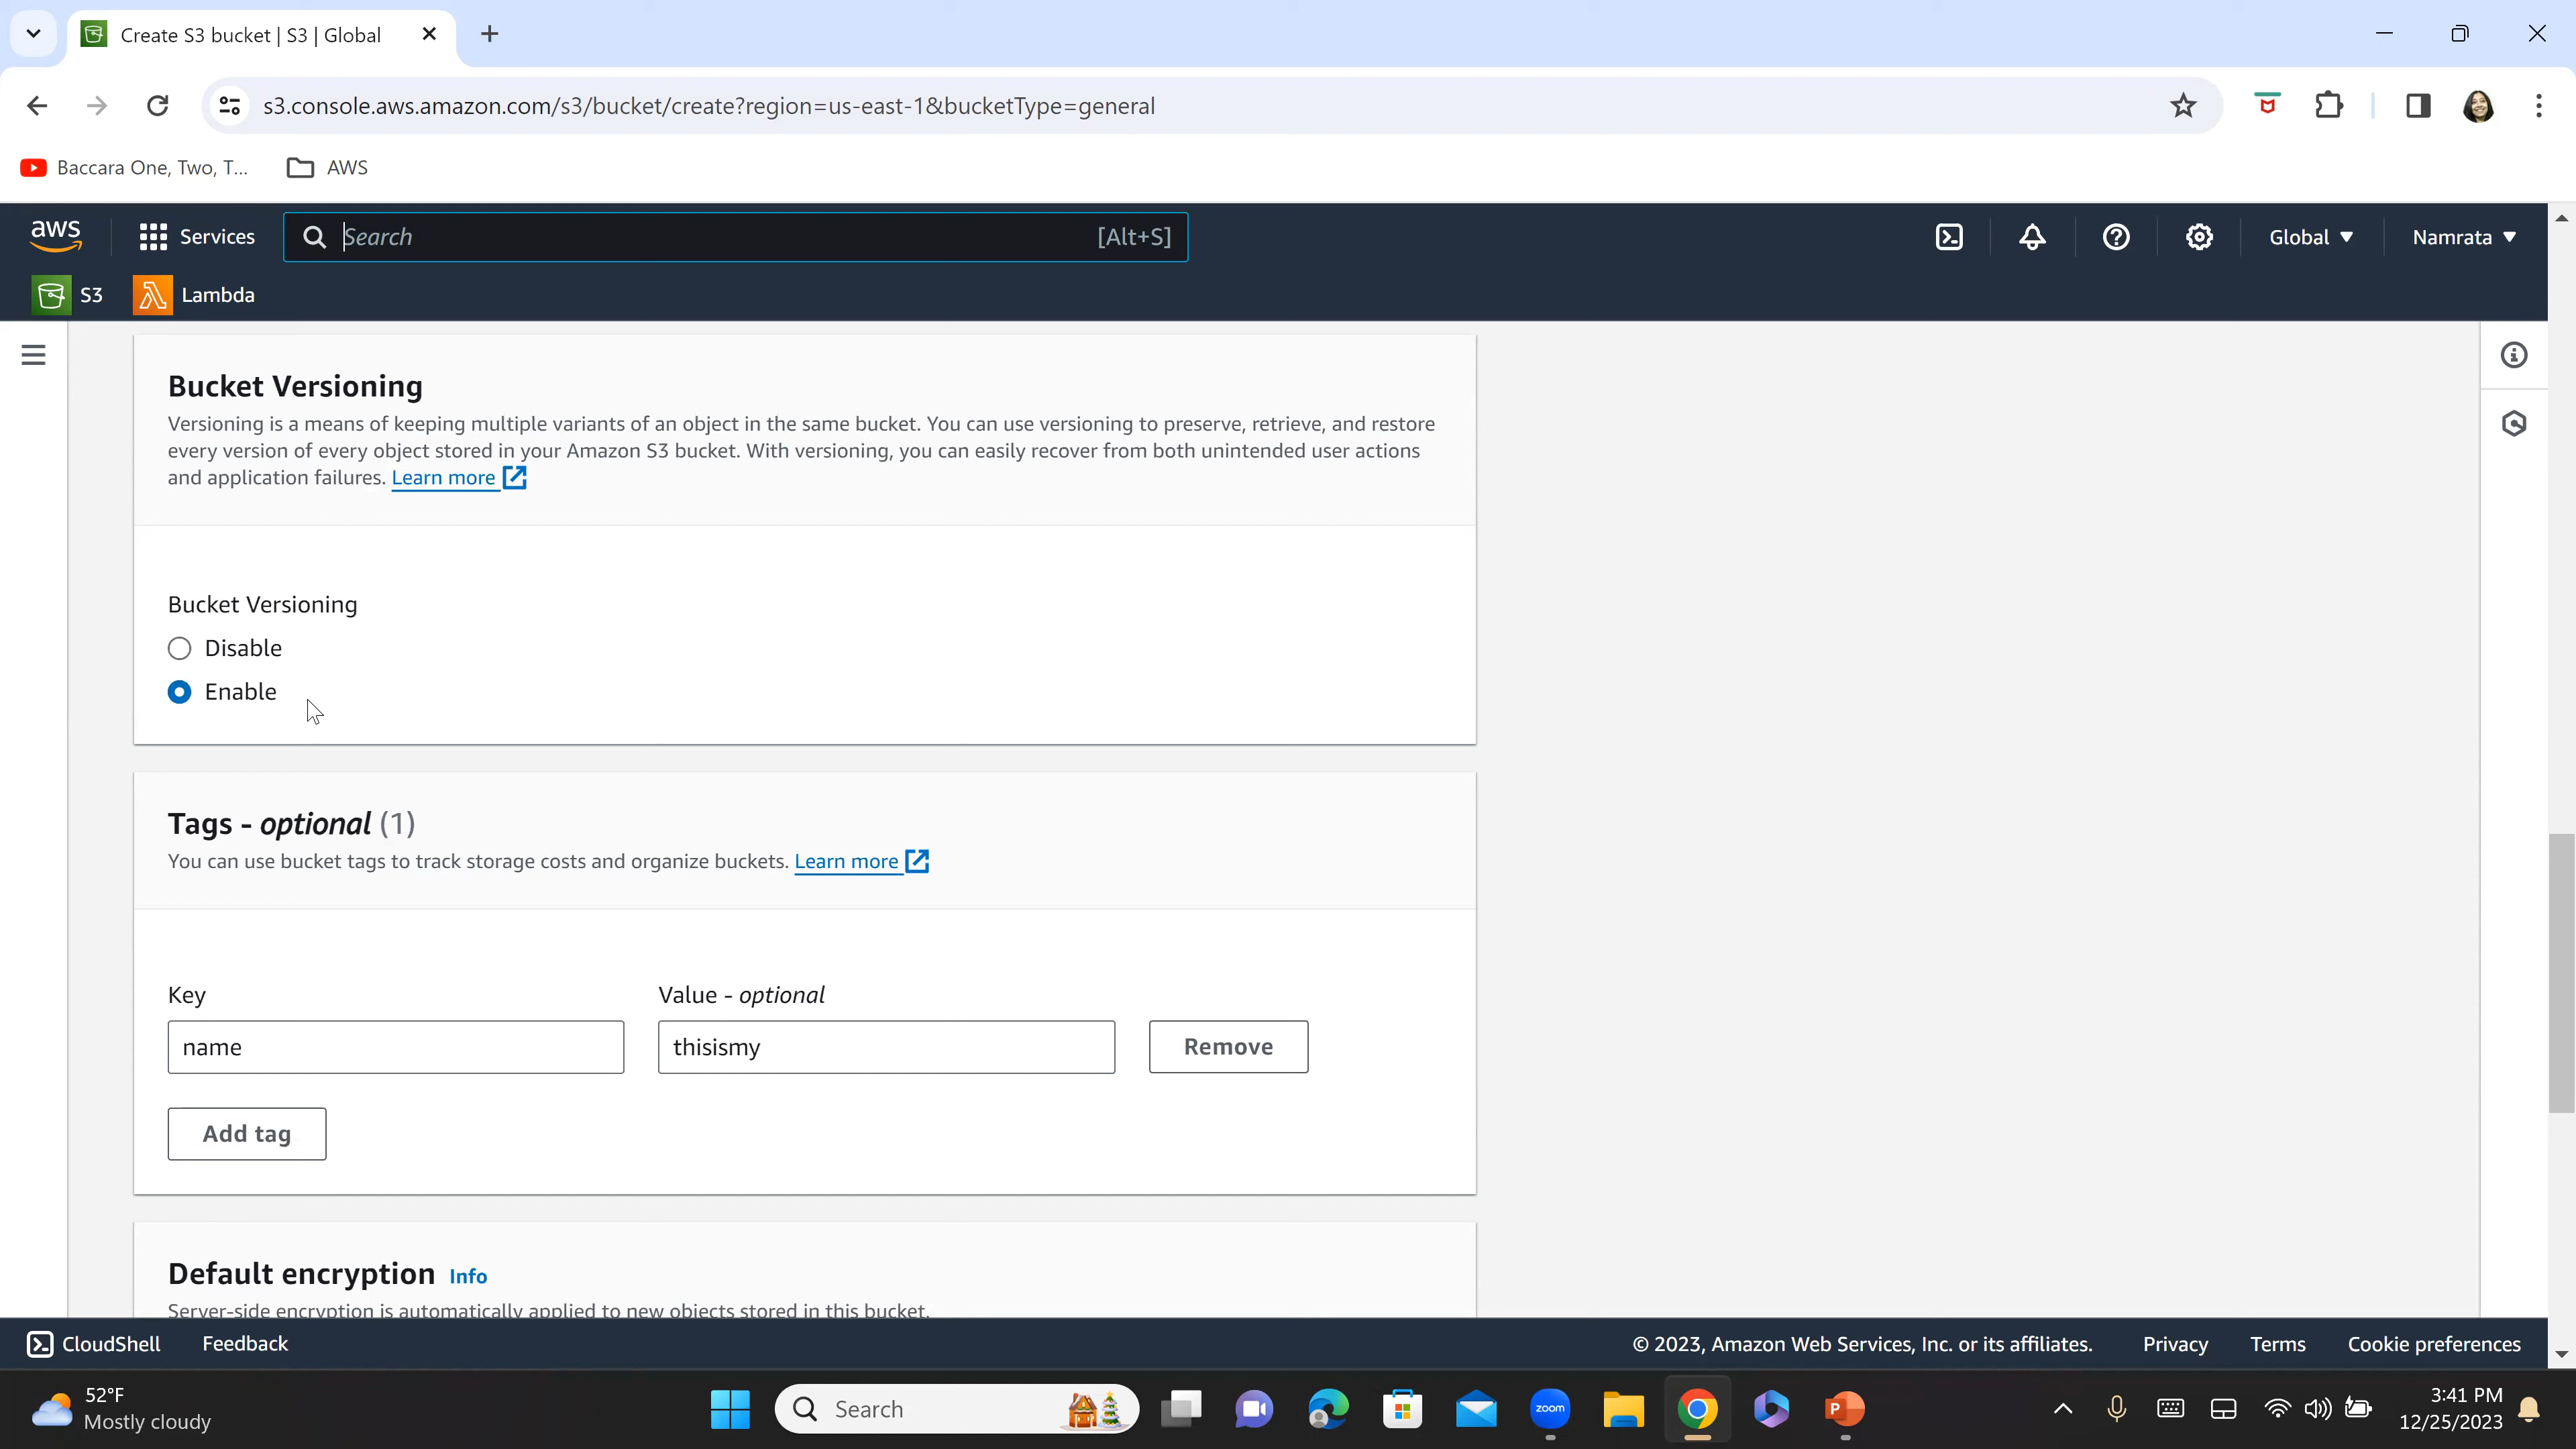 Create S3 bucket | S3 | Global
s3.console.aws.amazon.com/s3/bucket/create?region=us-east-1&bucketType=general
Baccara One, Two, T...
AWS
aws
Services
Search
[Alt+S]
Global
Namrata
S3
Lambda
Bucket Versioning
Versioning is a means of keeping multiple variants of an object in the same bucket. You can use versioning to preserve, retrieve, and restore
every version of every object stored in your Amazon S3 bucket. With versioning, you can easily recover from both unintended user actions
and application failures. Learn more
Bucket Versioning
Disable
Enable
Tags - optional (1)
You can use bucket tags to track storage costs and organize buckets. Learn more
Key
Value - optional
name
thisismy
Remove
Add tag
Default encryption Info
Server-side encryption is automatically applied to new objects stored in this bucket.
CloudShell
Feedback
© 2023, Amazon Web Services, Inc. or its affiliates.
Privacy
Terms
Cookie preferences
52°F
Mostly cloudy
Search
zoom
P
3:41 PM
12/25/2023